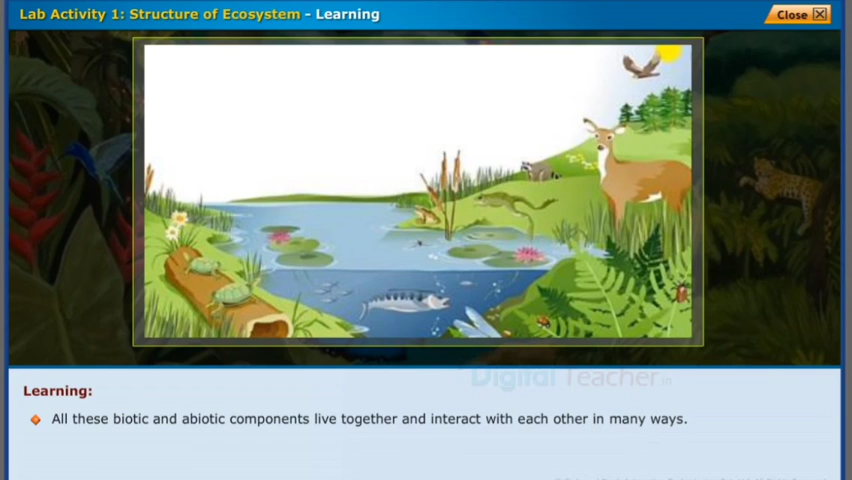 Lab Activity 1: Structure of Ecosystem - Learning
Close
Digital Teacher.in
Learning:
All these biotic and abiotic components live together and interact with each other in many ways.